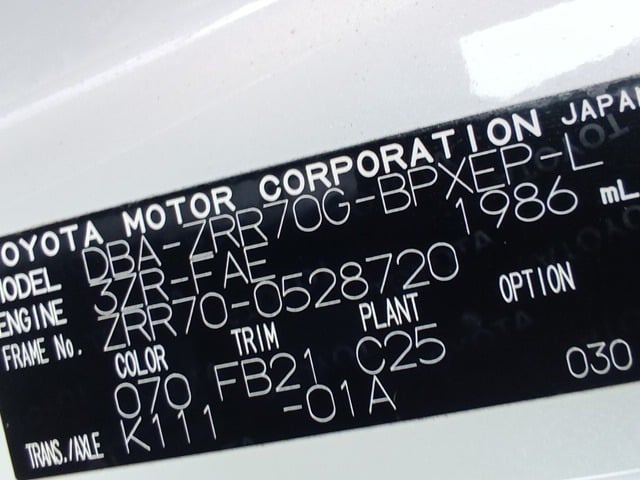 TOYOTA MOTOR CORPORATION JAPAN
MODEL DBA-ZRR70G-BPXEP-L
ENGINE 3ZR-FAE 1986 mL
FRAME No. ZRR70-0528720
COLOR TRIM PLANT OPTION
070 FB21 C25
TRANS./AXLE K111 -01A 030